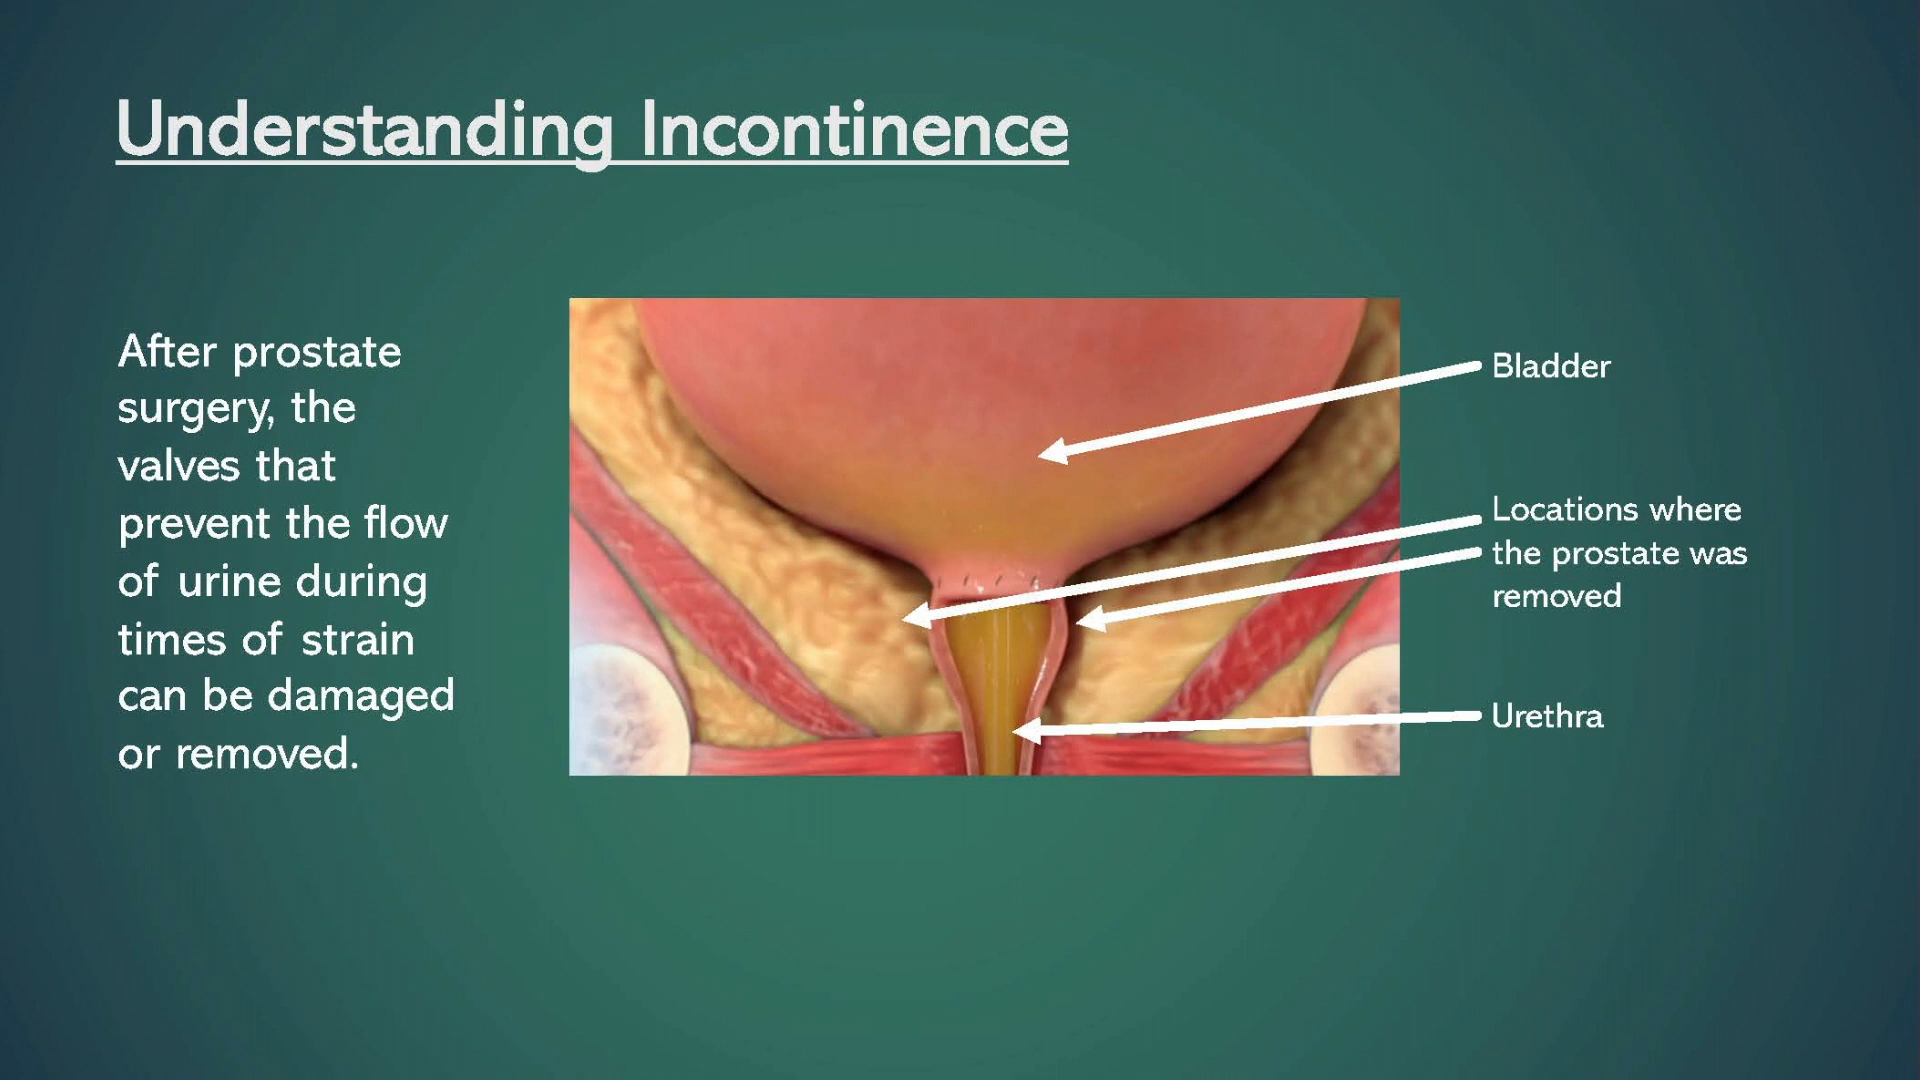 Understanding Incontinence
After prostate
surgery, the
valves that
prevent the flow
of urine during
times of strain
can be damaged
or removed.
Bladder
Locations where
the prostate was
removed
Urethra